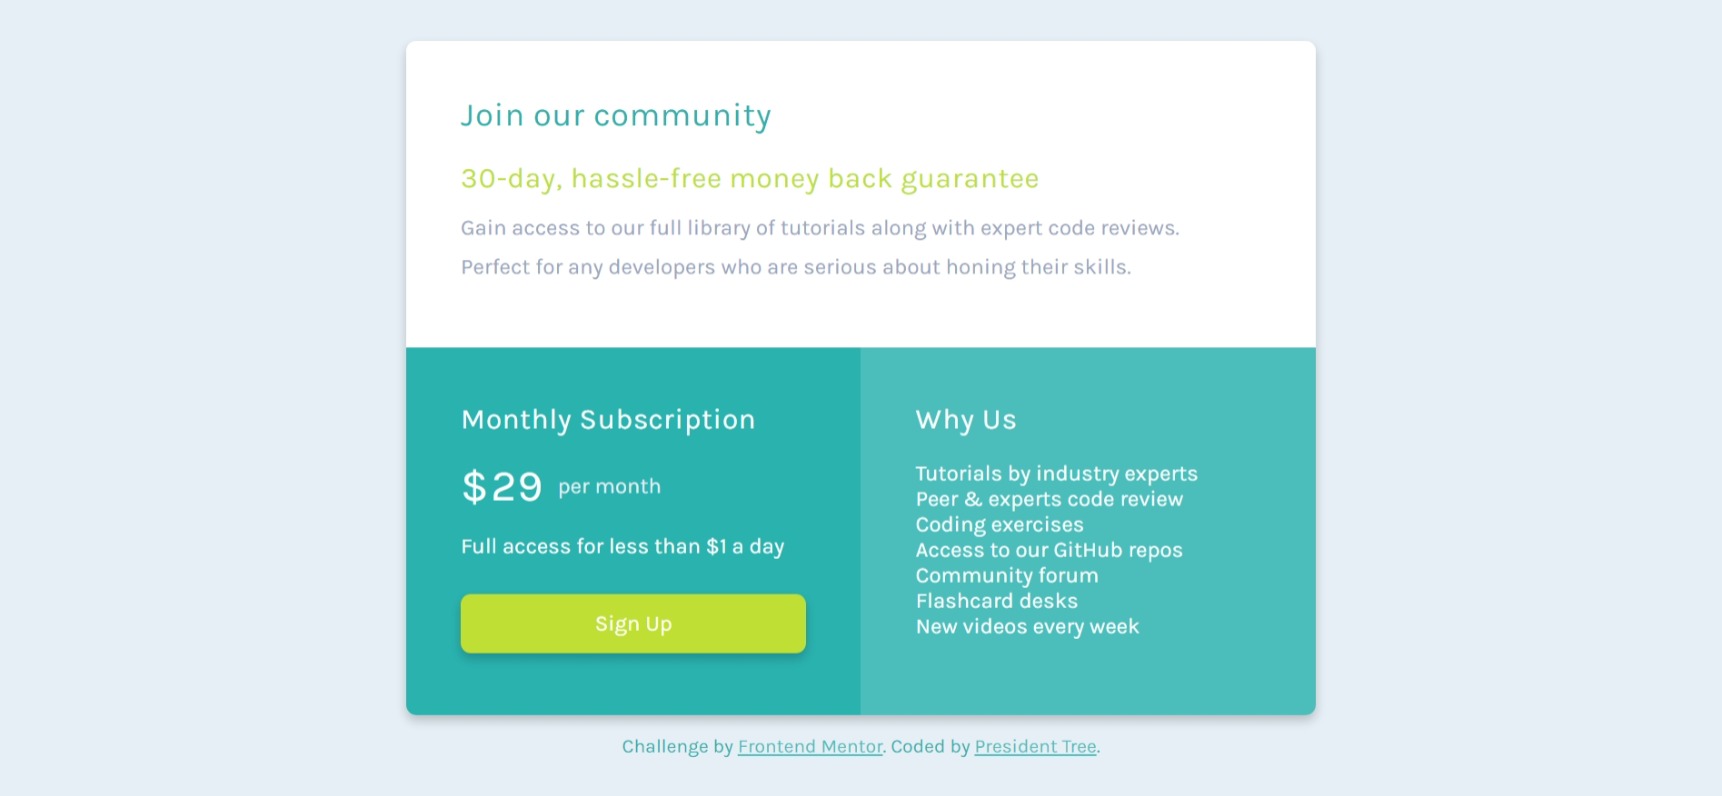 Join our community
30-day, hassle-free money back guarantee
Gain access to our full library of tutorials along with expert code reviews.
Perfect for any developers who are serious about honing their skills.
Monthly Subscription
$29 per month
Full access for less than $1 a day
Sign Up
Why Us
Tutorials by industry experts
Peer & experts code review
Coding exercises
Access to our GitHub repos
Community forum
Flashcard desks
New videos every week
Challenge by Frontend Mentor. Coded by President Tree.